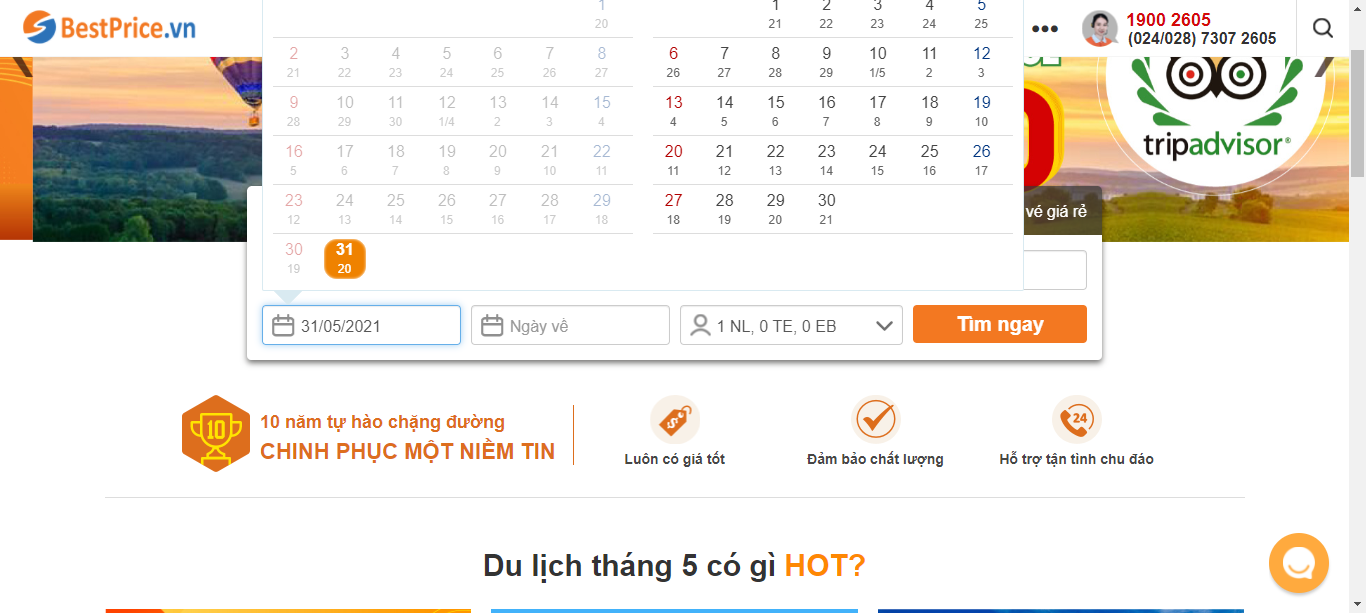 BestPrice.vn
1900 2605
(024/028) 7307 2605
1 1 2 3 4 5
20 21 22 23 24 25
2 3 4 5 6 7 8 6 7 8 9 10 11 12
21 22 23 24 25 26 27 26 27 28 29 1/5 2 3
9 10 11 12 13 14 15 13 14 15 16 17 18 19
28 29 30 1/4 2 3 4 4 5 6 7 8 9 10
tripadvisor®
16 17 18 19 20 21 22 20 21 22 23 24 25 26
5 6 7 8 9 10 11 11 12 13 14 15 16 17
23 24 25 26 27 28 29 27 28 29 30
12 13 14 15 16 17 18 18 19 20 21
vé giá rẻ
30 31
19 20
31/05/2021 Ngày về 1 NL, 0 TE, 0 EB Tìm ngay
10
10 năm tự hào chặng đường
CHINH PHỤC MỘT NIỀM TIN
24
Luôn có giá tốt Đảm bảo chất lượng Hỗ trợ tận tình chu đáo
Du lịch tháng 5 có gì HOT?